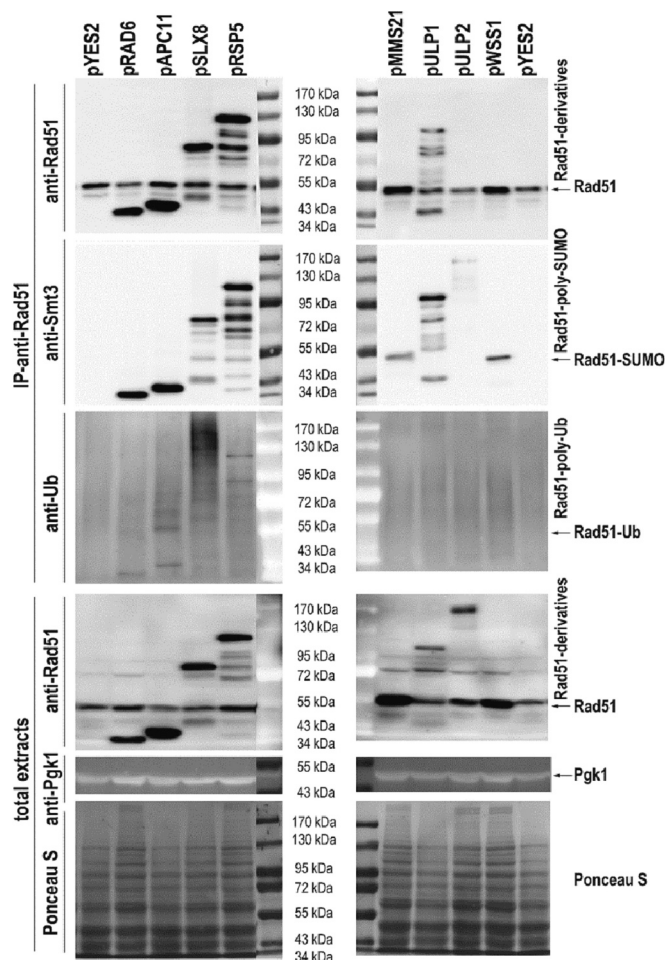 pYES2 pRAD6 pAPC11 pSLX8 pRSP5
pMMS21 pULP1 pULP2 pWSS1 pYES2
IP-anti-Rad51
anti-Rad51
170 kDa
130 kDa
95 kDa
72 kDa
55 kDa
43 kDa
34 kDa
Rad51-derivatives
Rad51
anti-Smt3
170 kDa
130 kDa
95 kDa
72 kDa
55 kDa
43 kDa
34 kDa
Rad51-poly-SUMO
Rad51-SUMO
anti-Ub
170 kDa
130 kDa
95 kDa
72 kDa
55 kDa
43 kDa
34 kDa
Rad51-poly-Ub
Rad51-Ub
total extracts
anti-Rad51
170 kDa
130 kDa
95 kDa
72 kDa
55 kDa
43 kDa
34 kDa
Rad51-derivatives
Rad51
anti-Pgk1
55 kDa
43 kDa
Pgk1
Ponceau S
170 kDa
130 kDa
95 kDa
72 kDa
55 kDa
43 kDa
34 kDa
Ponceau S